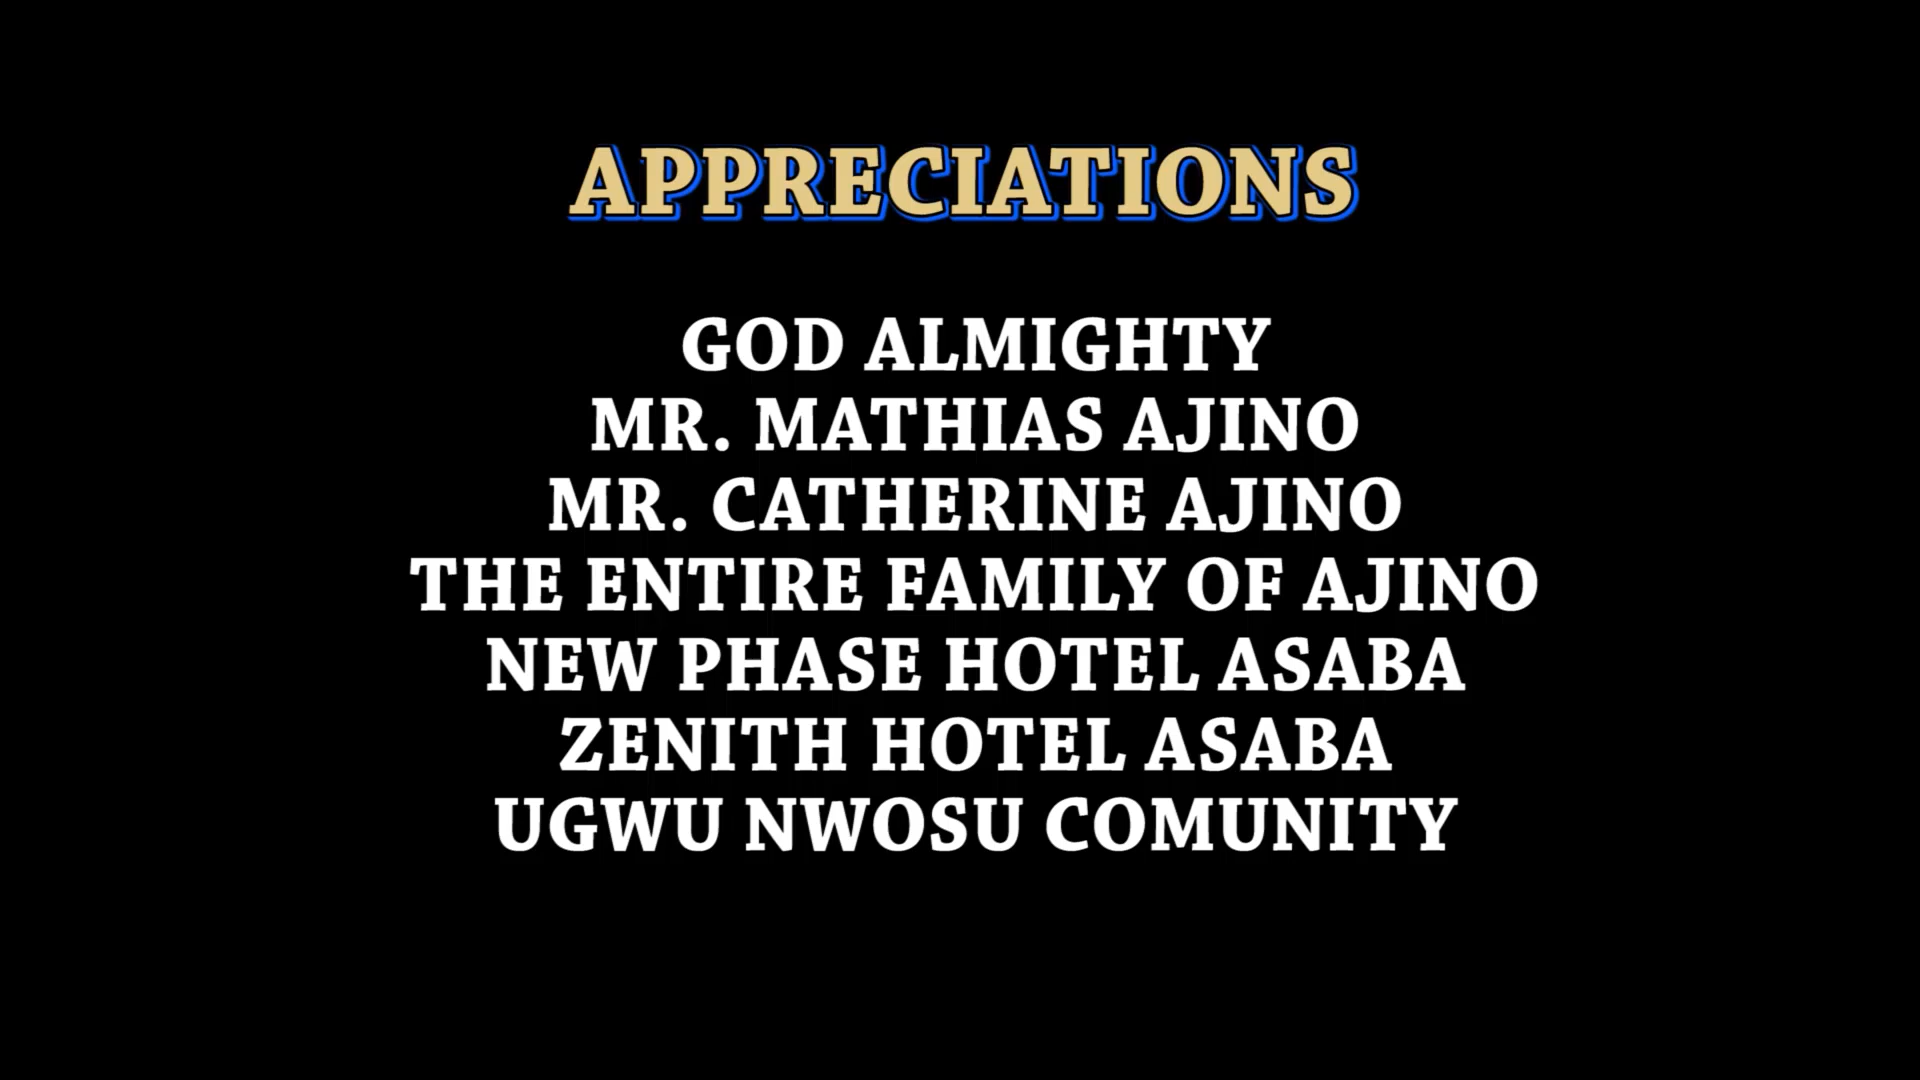 APPRECIATIONS
GOD ALMIGHTY
MR. MATHIAS AJINO
MR. CATHERINE AJINO
THE ENTIRE FAMILY OF AJINO
NEW PHASE HOTEL ASABA
ZENITH HOTEL ASABA
UGWU NWOSU COMUNITY